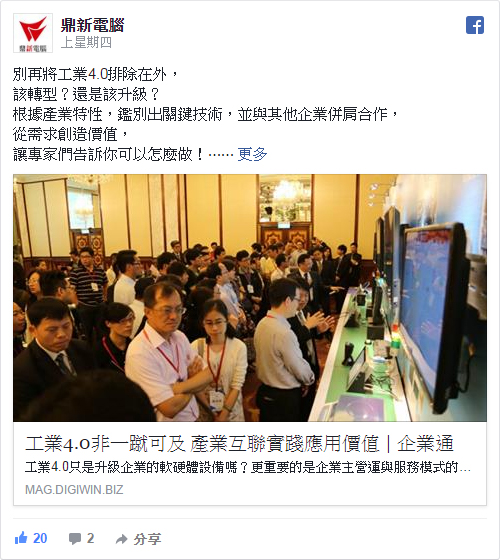 鼎新電腦
鼎新電腦
上星期四
別再將工業4.0排除在外，
該轉型？還是該升級？
根據產業特性，鑑別出關鍵技術，並與其他企業併肩合作，
從需求創造價值，
讓專家們告訴你可以怎麼做！⋯⋯ 更多
工業4.0非一蹴可及 產業互聯實踐應用價值 | 企業通
工業4.0只是升級企業的軟硬體設備嗎？更重要的是企業主營運與服務模式的...
MAG.DIGIWIN.BIZ
20 2 分享